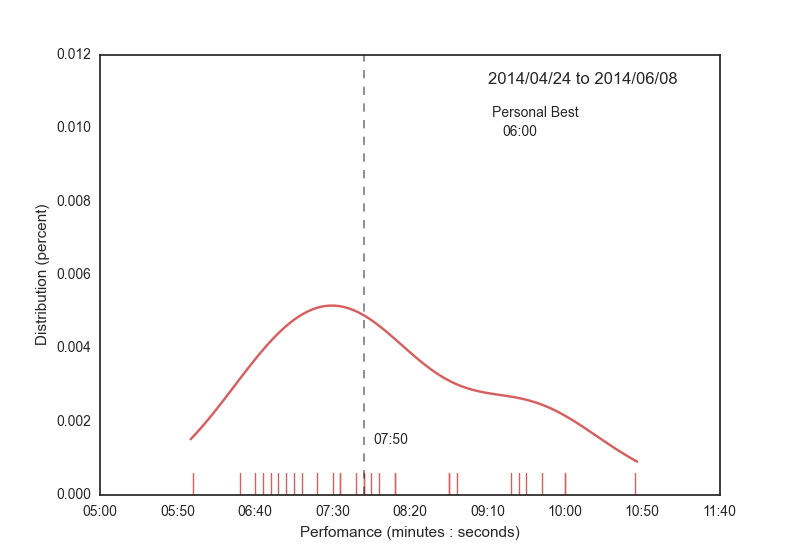 2014/04/24 to 2014/06/08
Personal Best
06:00
Distribution (percent)
0.012
0.010
0.008
0.006
0.004
0.002
0.000
07:50
05:00 05:50 06:40 07:30 08:20 09:10 10:00 10:50 11:40
Perfomance (minutes : seconds)